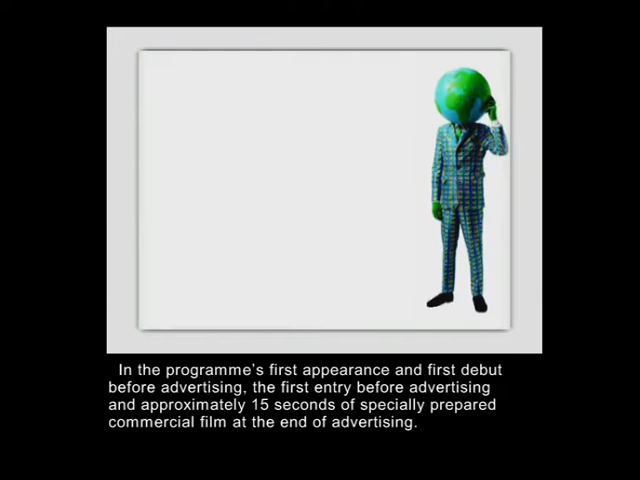 In the programme's first appearance and first debut
before advertising, the first entry before advertising
and approximately 15 seconds of specially prepared
commercial film at the end of advertising.